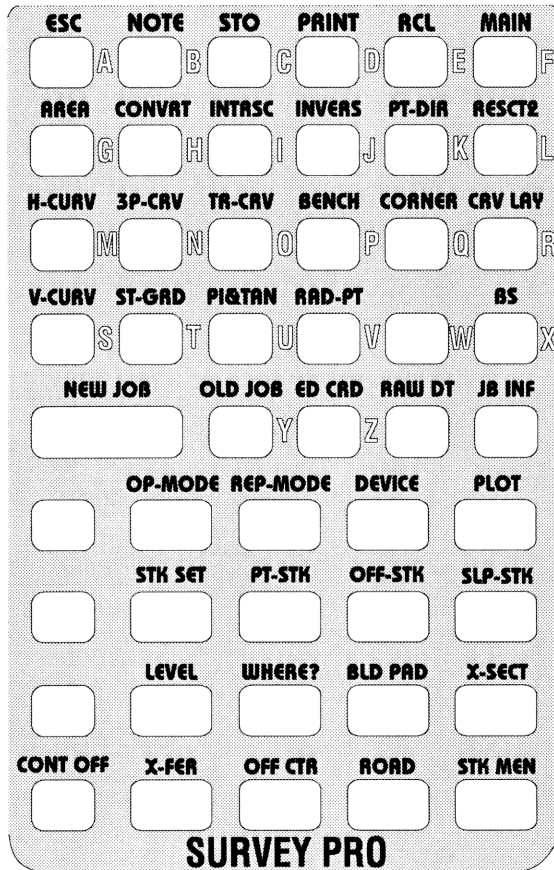 ESC NOTE STO PRINT RCL MAIN
A B C D E F
AREA CONVRT INTRSC INVERS PT-DIR RESCT2
G H I J K L
H-CURV 3P-CRV TR-CRV BENCH CORNER CRV LAY
M N O P Q R
V-CURV ST-GRD PI&TAN RAD-PT BS
S T U V W X
NEW JOB OLD JOB ED CRD RAW DT JB INF
Y Z
OP-MODE REP-MODE DEVICE PLOT
STK SET PT-STK OFF-STK SLP-STK
LEVEL WHERE? BLD PAD X-SECT
CONT OFF X-FER OFF CTR ROAD STK MEN
SURVEY PRO